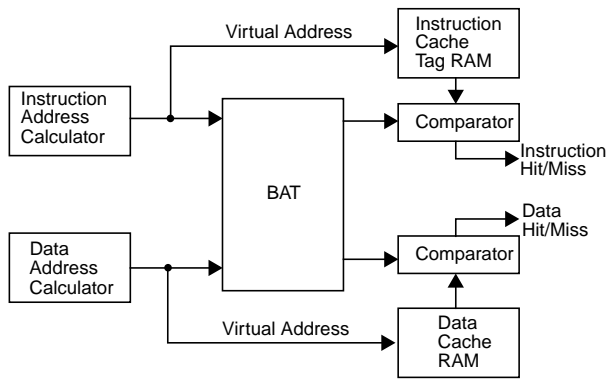 Virtual Address
Instruction
Cache
Tag RAM
Instruction
Address
Calculator
Comparator
Instruction
Hit/Miss
BAT
Data
Hit/Miss
Data
Address
Calculator
Comparator
Virtual Address
Data
Cache
RAM